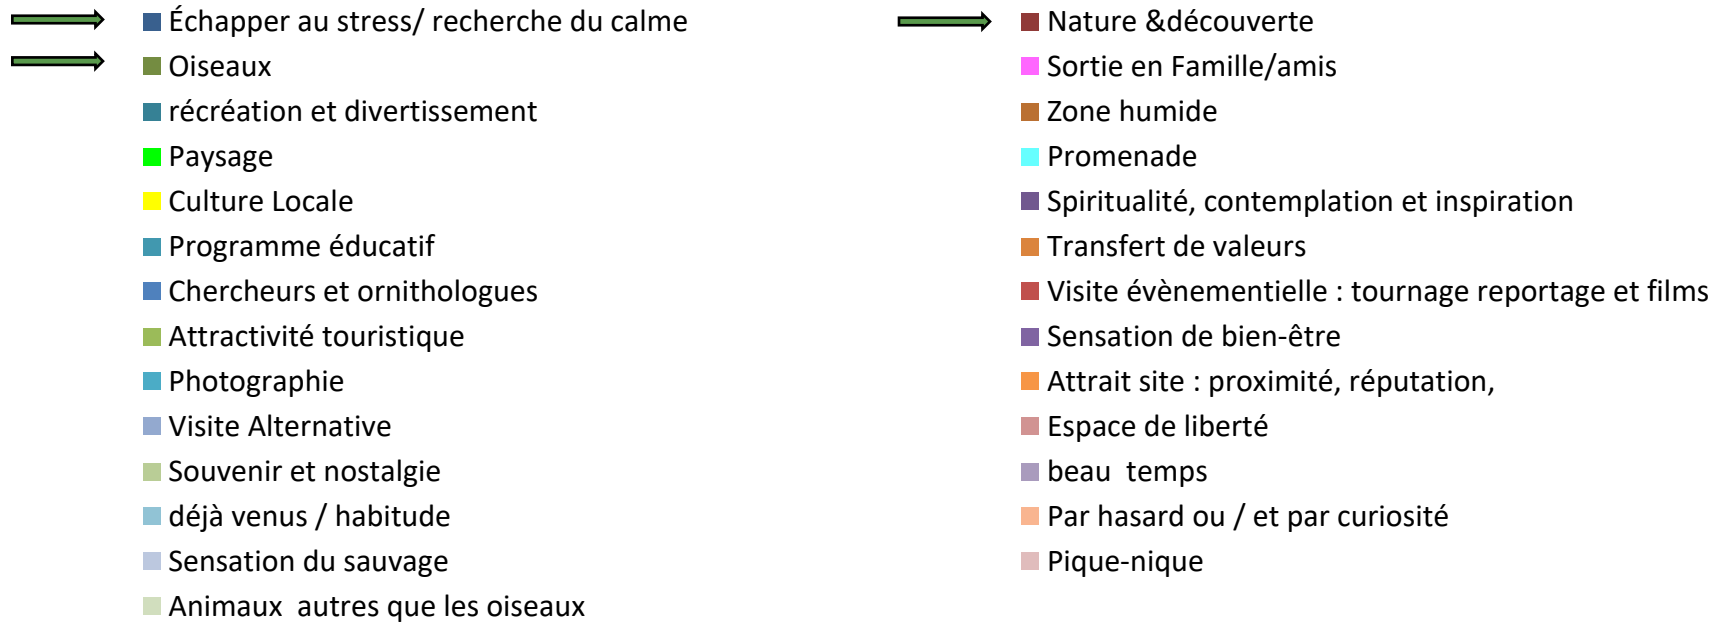 Échapper au stress/ recherche du calme
Nature &découverte
Oiseaux
Sortie en Famille/amis
récréation et divertissement
Zone humide
Paysage
Promenade
Culture Locale
Spiritualité, contemplation et inspiration
Programme éducatif
Transfert de valeurs
Chercheurs et ornithologues
Visite évènementielle : tournage reportage et films
Attractivité touristique
Sensation de bien-être
Photographie
Attrait site : proximité, réputation,
Visite Alternative
Espace de liberté
Souvenir et nostalgie
beau  temps
déjà venus / habitude
Par hasard ou / et par curiosité
Sensation du sauvage
Pique-nique
Animaux  autres que les oiseaux